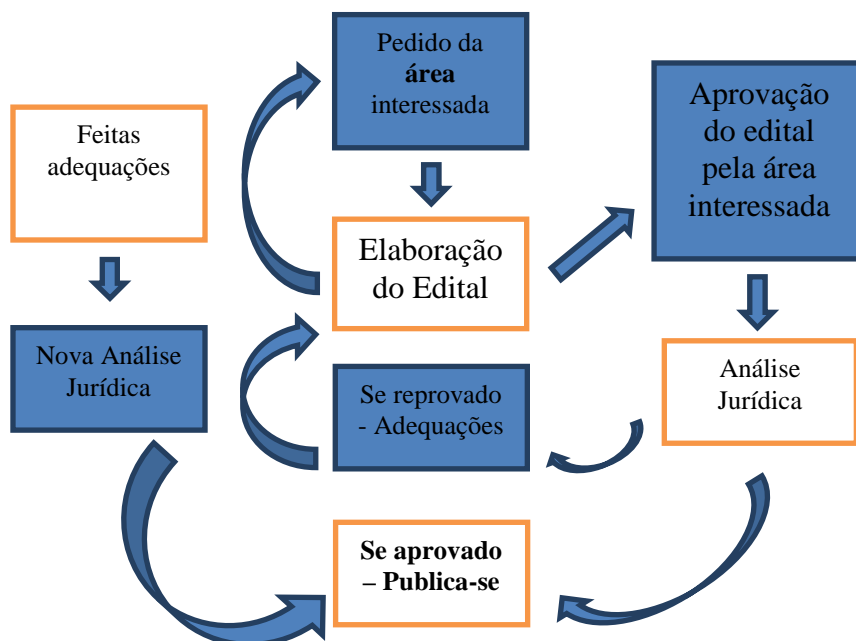 Pedido da
área
interessada
Aprovação
do edital
pela área
interessada
Feitas
adequações
Elaboração
do Edital
Nova Análise
Jurídica
Se reprovado
- Adequações
Análise
Jurídica
Se aprovado
– Publica-se